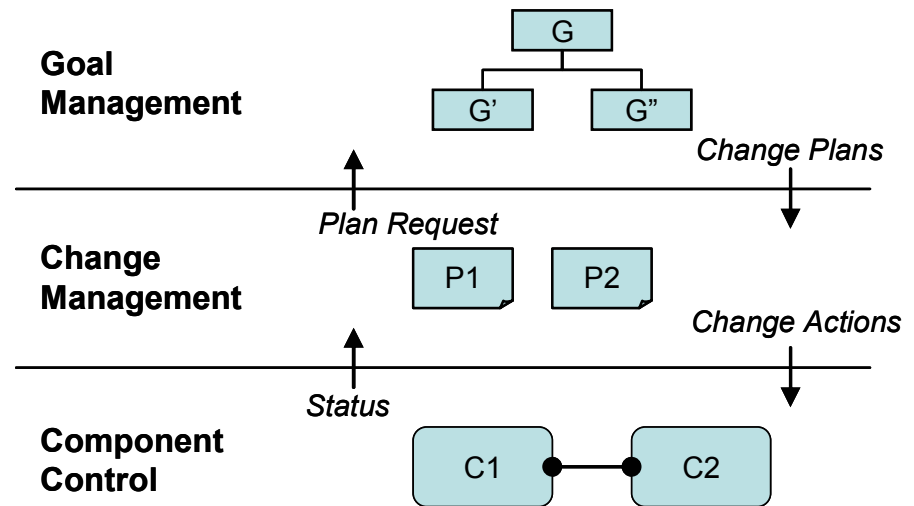 G
Goal
Management
G’ G”
Change Plans
Plan Request
Change
Management
P1 P2
Change Actions
Status
Component
Control
C1 C2